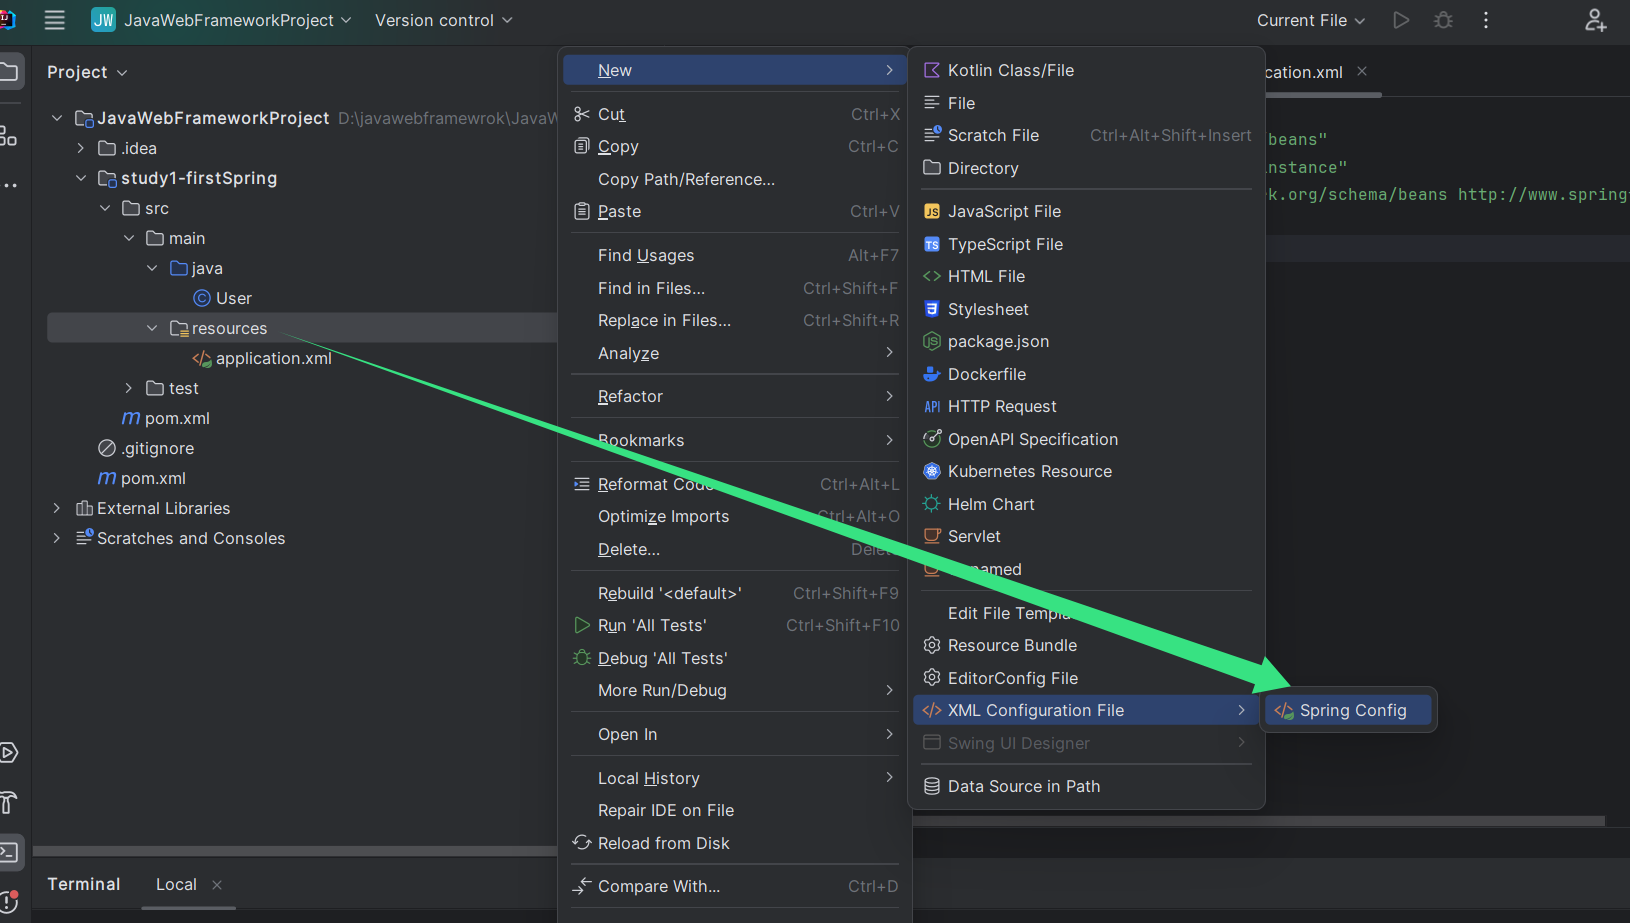 JW JavaWebFrameworkProject Version control Current File
Project
JavaWebFrameworkProject D:\javawebframewrok\JavaW
.idea
study1-firstSpring
src
main
java
User
resources
application.xml
test
pom.xml
.gitignore
pom.xml
External Libraries
Scratches and Consoles
Terminal Local
New
Cut Ctrl+X
Copy Ctrl+C
Copy Path/Reference...
Paste Ctrl+V
Find Usages Alt+F7
Find in Files... Ctrl+Shift+F
Replace in Files... Ctrl+Shift+R
Analyze
Refactor
Bookmarks
Reformat Code Ctrl+Alt+L
Optimize Imports Ctrl+Alt+O
Delete... Delete
Rebuild '<default>' Ctrl+Shift+F9
Run 'All Tests' Ctrl+Shift+F10
Debug 'All Tests'
More Run/Debug
Open In
Local History
Repair IDE on File
Reload from Disk
Compare With... Ctrl+D
Kotlin Class/File
File
Scratch File Ctrl+Alt+Shift+Insert
Directory
JS JavaScript File
TS TypeScript File
HTML File
Stylesheet
package.json
Dockerfile
API HTTP Request
OpenAPI Specification
Kubernetes Resource
Helm Chart
Servlet
named
Edit File Templa
Resource Bundle
EditorConfig File
XML Configuration File
Swing UI Designer
Data Source in Path
Spring Config
cation.xml
beans"
nstance"
k.org/schema/beans http://www.spring